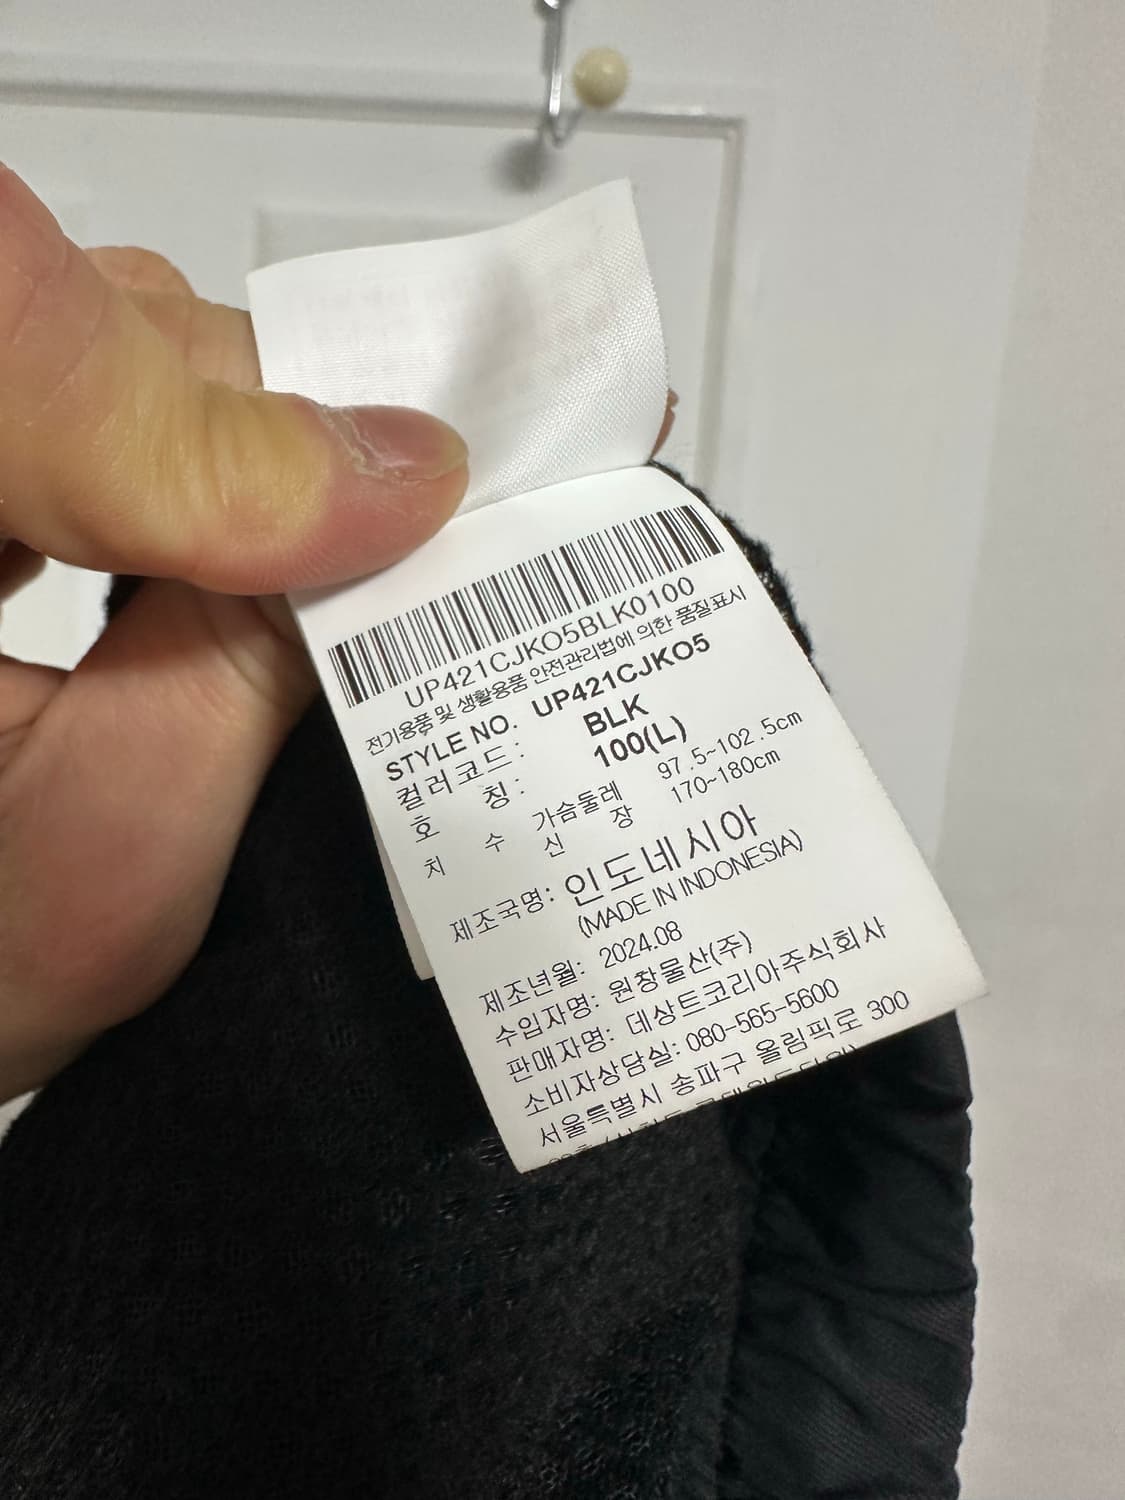 UP421CJKO5BLK0100
전기용품 및 생활용품 안전관리법에 의한 품질표시
STYLE NO. UP421CJKO5
컬러코드: BLK
호 칭: 100(L)
치 수 가슴둘레 97.5~102.5cm
신 장 170~180cm
제조국명: 인도네시아
(MADE IN INDONESIA)
제조년월: 2024.08
수입자명: 원창물산(주)
판매자명: 데상트코리아주식회사
소비자상담실: 080-565-5600
서울특별시 송파구 올림픽로 300